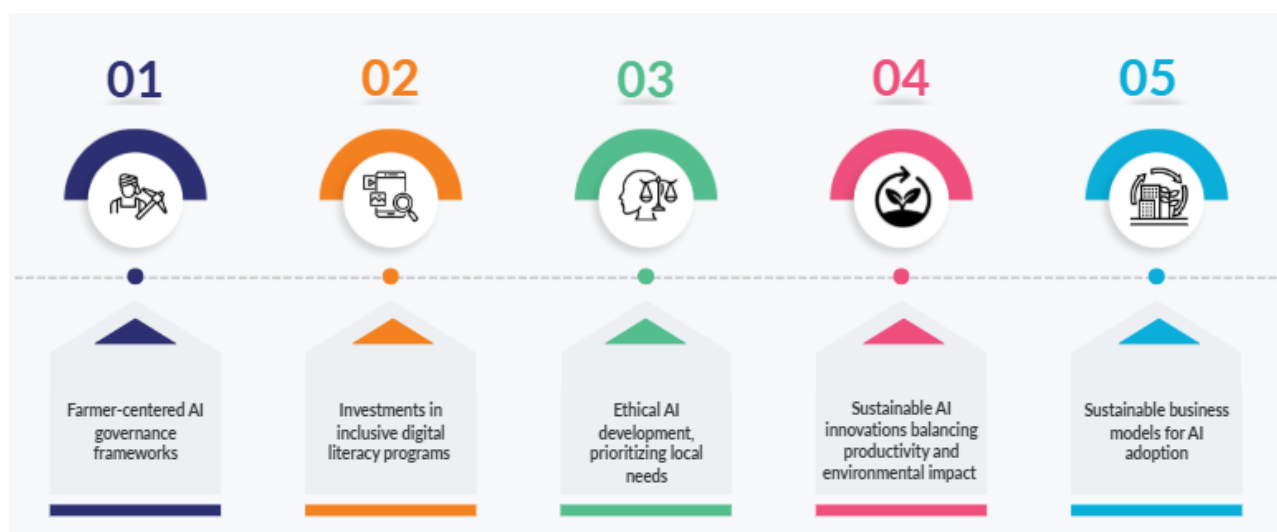 01
02
03
04
05
Farmer-centered AI
governance
frameworks
Investments in
inclusive digital
literacy programs
Ethical AI
development,
prioritizing local
needs
Sustainable AI
innovations balancing
productivity and
environmental impact
Sustainable business
models for AI
adoption